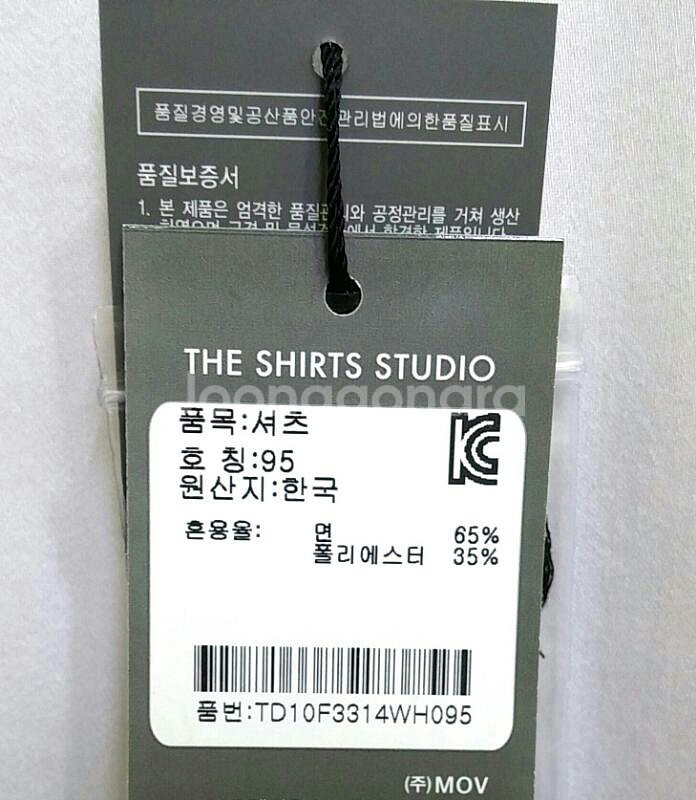 품질경영및공산품안전관리법에의한품질표시
품질보증서
1. 본 제품은 엄격한 품질관리와 공정관리를 거쳐 생산
THE SHIRTS STUDIO
joonggonara
품목:셔츠
호 칭:95
원산지:한국
KC
혼용율: 면 65%
폴리에스터 35%
품번:TD10F3314WH095
(주)MOV